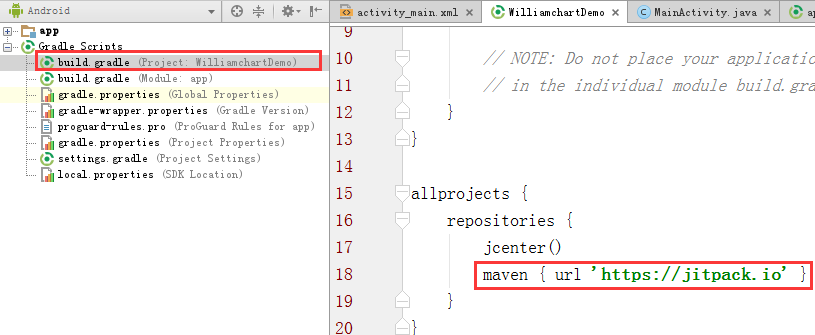 Android
app
Gradle Scripts
build.gradle (Project: WilliamchartDemo)
build.gradle (Module: app)
gradle.properties (Global Properties)
gradle-wrapper.properties (Gradle Version)
proguard-rules.pro (ProGuard Rules for app)
gradle.properties (Project Properties)
settings.gradle (Project Settings)
local.properties (SDK Location)
activity_main.xml WilliamchartDemo MainActivity.java ap
9
10 // NOTE: Do not place your application
11 // in the individual module build.gra
12 }
13 }
14
15 allprojects {
16 repositories {
17 jcenter()
18 maven { url 'https://jitpack.io' }
19 }
20 }